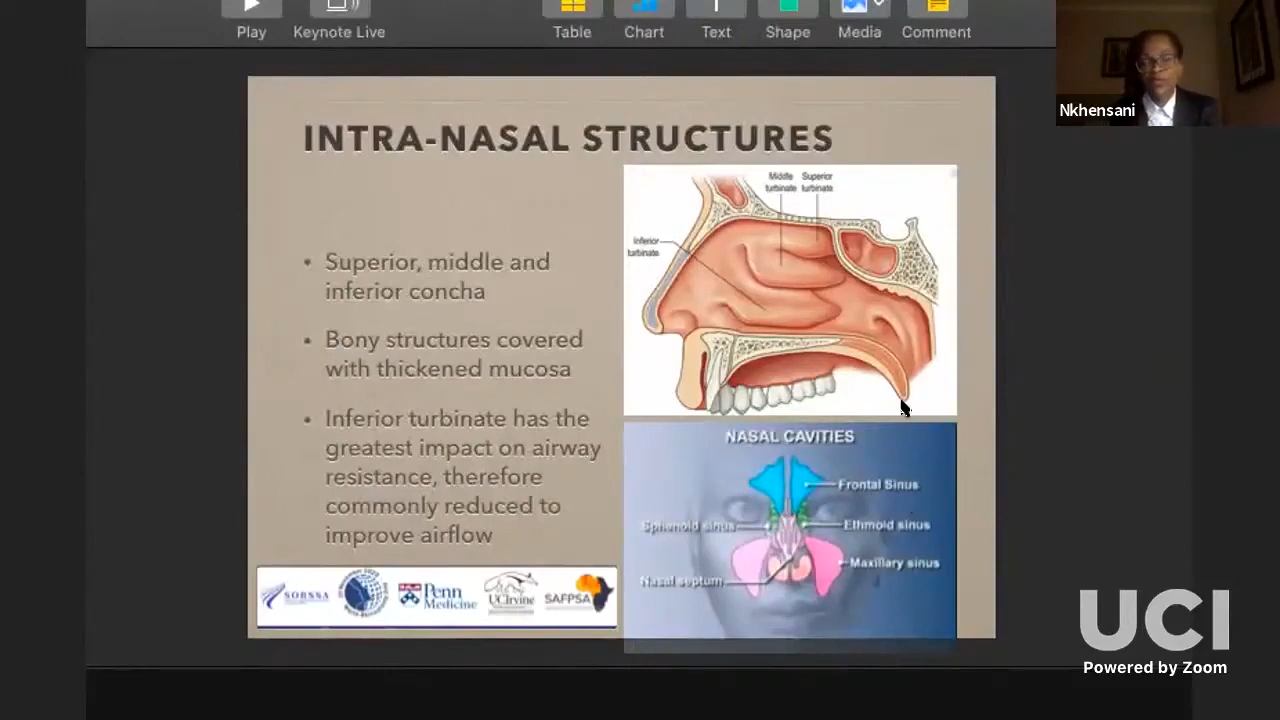 Play
Keynote Live
Table
Chart
Text
Shape
Media
Comment
Nkhensani
INTRA-NASAL STRUCTURES
• Superior, middle and
inferior concha
• Bony structures covered
with thickened mucosa
• Inferior turbinate has the
greatest impact on airway
resistance, therefore
commonly reduced to
improve airflow
Middle
turbinate
Superior
turbinate
Inferior
turbinate
NASAL CAVITIES
Frontal Sinus
Sphenoid sinus
Ethmoid sinus
Maxillary sinus
Nasal septum
SORSSA
Penn
Medicine
UCIrvine
SAFPSA
UCI
Powered by Zoom